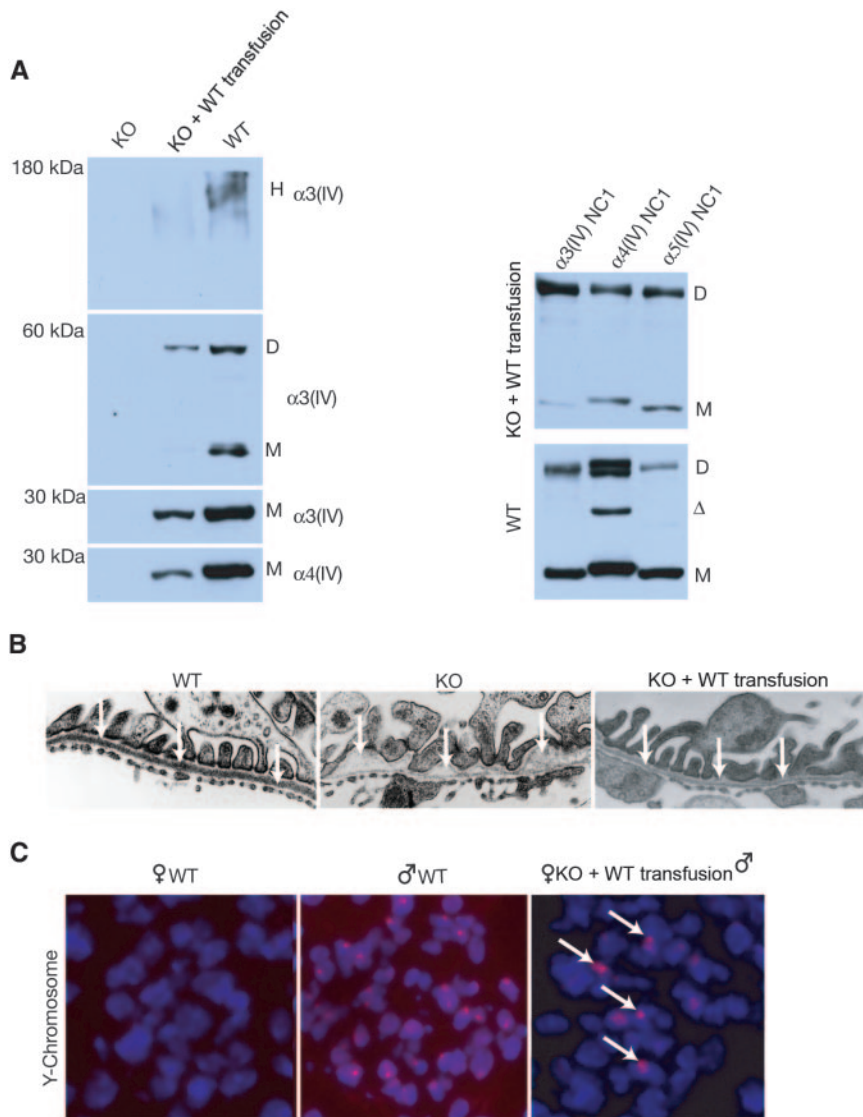 A
KO
KO + WT transfusion
WT
180 kDa
H α3(IV)
60 kDa
D
α3(IV)
M
30 kDa
M α3(IV)
30 kDa
M α4(IV)
α3(IV) NC1
α4(IV) NC1
α5(IV) NC1
KO + WT transfusion
D
M
WT
D
Δ
M
B
WT
KO
KO + WT transfusion
C
♀WT
♂WT
♀KO + WT transfusion♂
Y-Chromosome